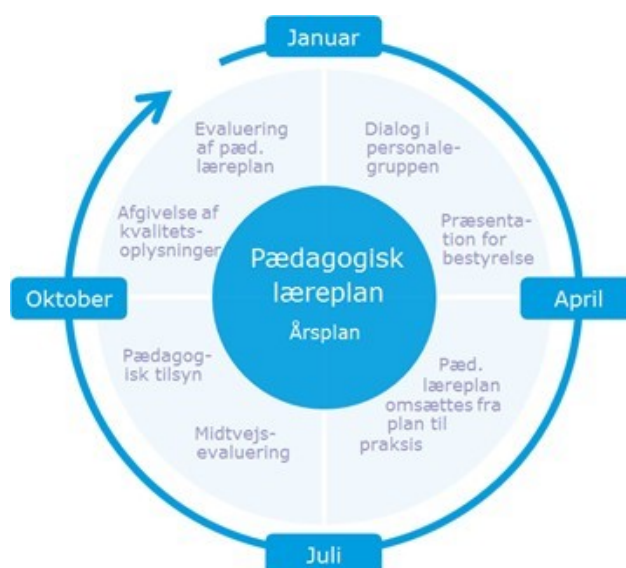 Januar
Dialog i
personale-
gruppen
Præsenta-
tion for
bestyrelse
April
Pæd.
læreplan
omsættes fra
plan til
praksis
Juli
Midtvejs-
evaluering
Pædagog-
isk tilsyn
Oktober
Afgivelse af
kvalitets-
oplysninger
Evaluering
af pæd.
læreplan
Pædagogisk
læreplan
Årsplan